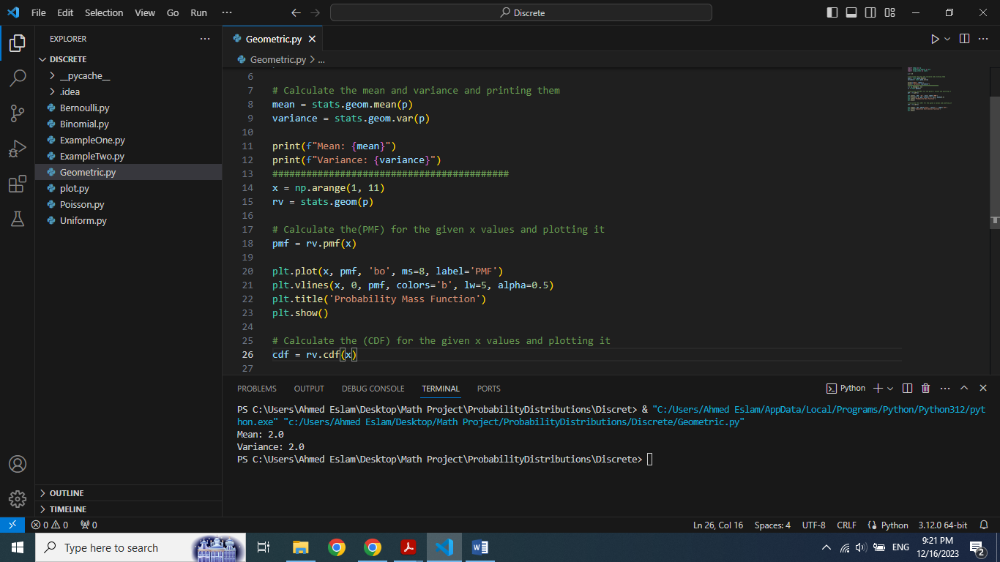 File Edit Selection View Go Run ···
Discrete
EXPLORER ···
DISCRETE
__pycache__
.idea
Bernoulli.py
Binomial.py
ExampleOne.py
ExampleTwo.py
Geometric.py
plot.py
Poisson.py
Uniform.py
OUTLINE
TIMELINE
Geometric.py
Geometric.py > ...
6
7 # Calculate the mean and variance and printing them
8 mean = stats.geom.mean(p)
9 variance = stats.geom.var(p)
10
11 print(f"Mean: {mean}")
12 print(f"Variance: {variance}")
13 ##########################################
14 x = np.arange(1, 11)
15 rv = stats.geom(p)
16
17 # Calculate the(PMF) for the given x values and plotting it
18 pmf = rv.pmf(x)
19
20 plt.plot(x, pmf, 'bo', ms=8, label='PMF')
21 plt.vlines(x, 0, pmf, colors='b', lw=5, alpha=0.5)
22 plt.title('Probability Mass Function')
23 plt.show()
24
25 # Calculate the (CDF) for the given x values and plotting it
26 cdf = rv.cdf(x)
27
PROBLEMS OUTPUT DEBUG CONSOLE TERMINAL PORTS
Python
PS C:\Users\Ahmed Eslam\Desktop\Math Project\ProbabilityDistributions\Discret> & "C:/Users/Ahmed Eslam/AppData/Local/Programs/Python/Python312/pyt
hon.exe" "c:/Users/Ahmed Eslam/Desktop/Math Project/ProbabilityDistributions/Discrete/Geometric.py"
Mean: 2.0
Variance: 2.0
PS C:\Users\Ahmed Eslam\Desktop\Math Project\ProbabilityDistributions\Discrete>
0 0 0
Ln 26, Col 16 Spaces: 4 UTF-8 CRLF Python 3.12.0 64-bit
Type here to search
ENG
9:21 PM
12/16/2023
2